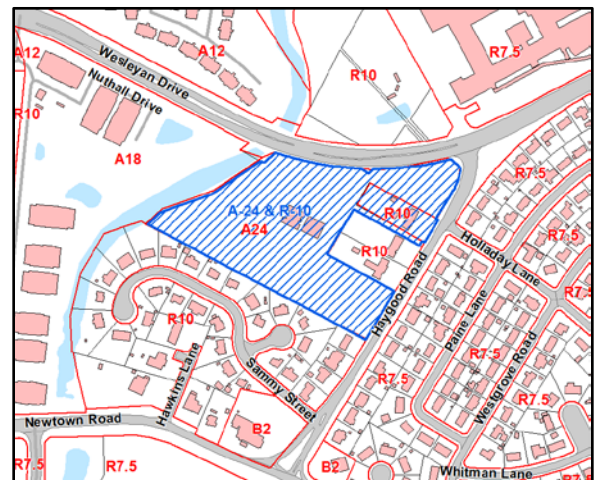 A12
Wesleyan Drive
A12
R7.5
Nuthall Drive
R10
R10
A18
A-24 & R-10
A24
R10
R10
Holladay Lane
R7.5
R7.5
Haygood Road
Paine Lane
R10
R7.5
Westgrove Road
Hawkins Lane
Sammy Street
R7.5
R7.5
B2
Newtown Road
R7.5
R7.5
B2
Whitman Lane
R7.5